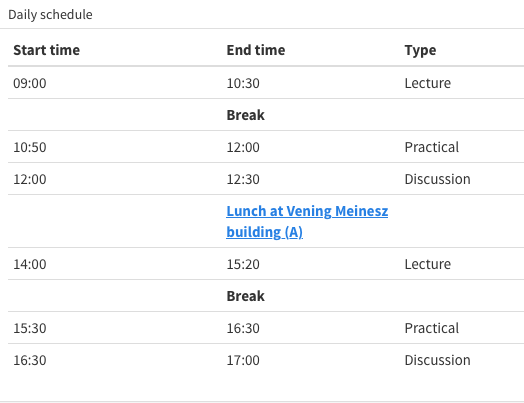 Daily schedule
Start time End time Type
09:00 10:30 Lecture
Break
10:50 12:00 Practical
12:00 12:30 Discussion
Lunch at Vening Meinesz
building (A)
14:00 15:20 Lecture
Break
15:30 16:30 Practical
16:30 17:00 Discussion